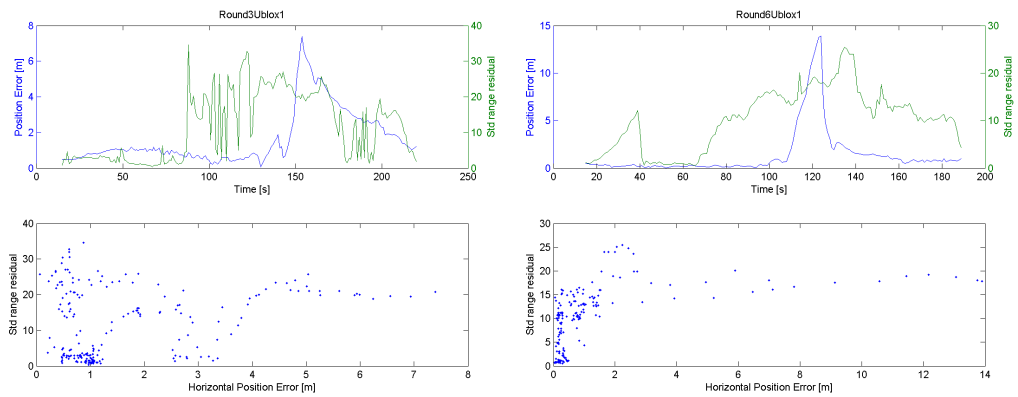 Round3Ublox1
8
6
4
2
0
Position Error [m]
40
30
20
10
0
Std range residual
0 50 100 150 200 250
Time [s]
Round6Ublox1
15
10
5
0
Position Error [m]
30
20
10
0
Std range residual
0 20 40 60 80 100 120 140 160 180 200
Time [s]
40
30
20
10
0
Std range residual
0 1 2 3 4 5 6 7 8
Horizontal Position Error [m]
30
25
20
15
10
5
0
Std range residual
0 2 4 6 8 10 12 14
Horizontal Position Error [m]